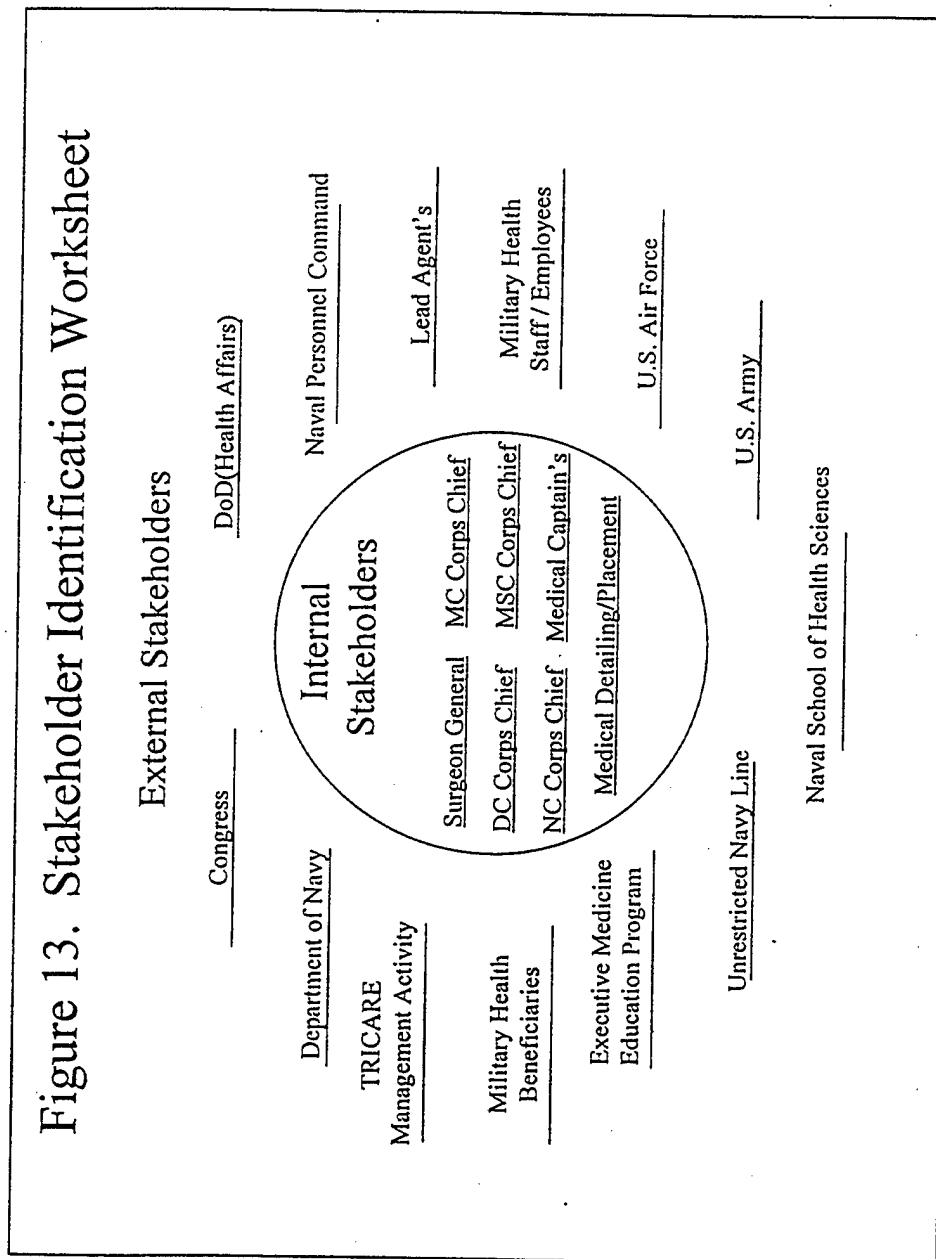 Figure 13. Stakeholder Identification Worksheet
External Stakeholders
Congress
DoD(Health Affairs)
Department of Navy
Naval Personnel Command
TRICARE
Management Activity
Lead Agent's
Military Health
Beneficiaries
Military Health
Staff / Employees
Executive Medicine
Education Program
U.S. Air Force
Unrestricted Navy Line
U.S. Army
Naval School of Health Sciences
Internal
Stakeholders
Surgeon General MC Corps Chief
DC Corps Chief MSC Corps Chief
NC Corps Chief Medical Captain's
Medical Detailing/Placement